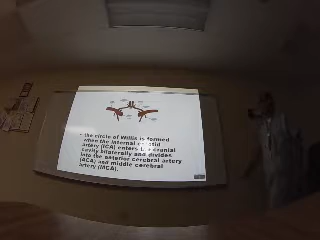 • the circle of Willis is formed
when the internal carotid
artery (ICA) enters the cranial
cavity bilaterally and divides
into the anterior cerebral artery
(ACA) and middle cerebral
artery (MCA).